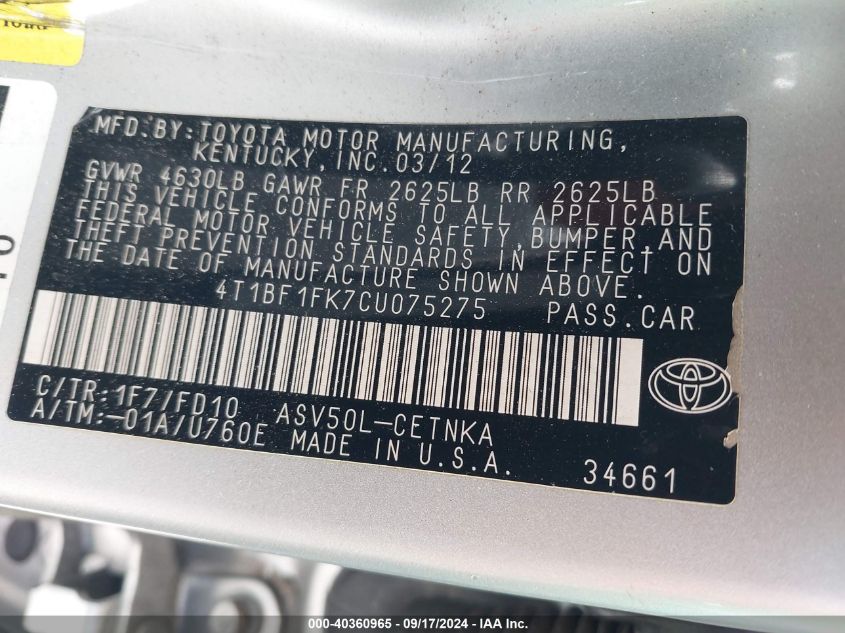 MFD.BY:TOYOTA MOTOR MANUFACTURING,
KENTUCKY,INC.03/12
GVWR 4630LB GAWR FR 2625LB RR 2625LB
THIS VEHICLE CONFORMS TO ALL APPLICABLE
FEDERAL MOTOR VEHICLE SAFETY,BUMPER,AND
THEFT PREVENTION STANDARDS IN EFFECT ON
THE DATE OF MANUFACTURE SHOWN ABOVE.
4T1BF1FK7CU075275 PASS.CAR
C/TR:1F7/FD10 ASV50L-CETNKA
A/TM:-01A/U760E MADE IN U.S.A.
34661
000-40360965 - 09/17/2024 - IAA Inc.